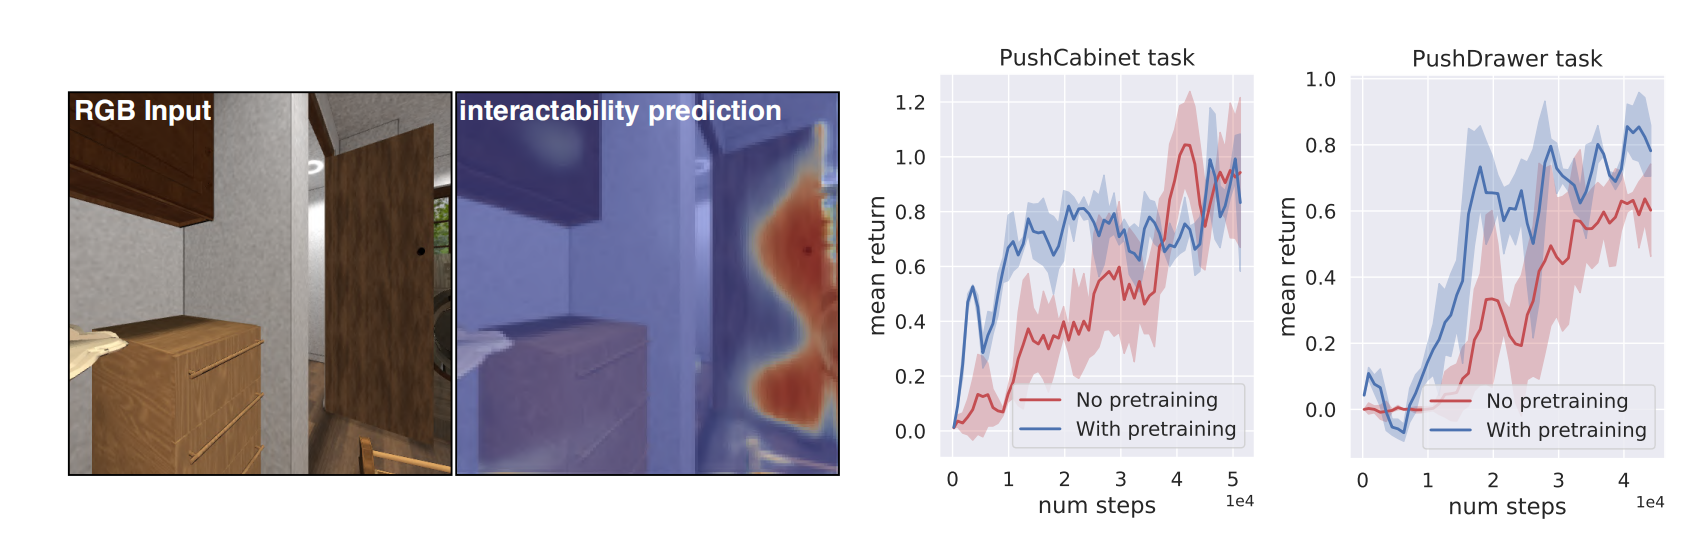 RGB Input
interactability prediction
PushCabinet task
mean return
1.2
1.0
0.8
0.6
0.4
0.2
0.0
No pretraining
With pretraining
0 1 2 3 4 5
1e4
num steps
PushDrawer task
mean return
1.0
0.8
0.6
0.4
0.2
0.0
No pretraining
With pretraining
0 1 2 3 4
1e4
num steps